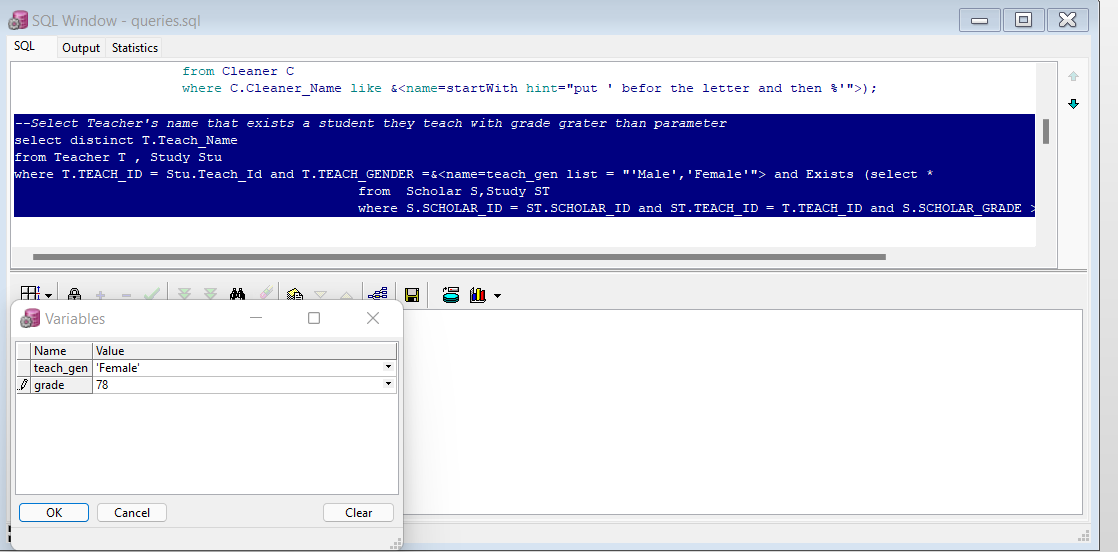 SQL Window - queries.sql
SQL Output Statistics
from Cleaner C
where C.Cleaner_Name like &<name=startWith hint="put ' befor the letter and then %'">);
--Select Teacher's name that exists a student they teach with grade grater than parameter
select distinct T.Teach_Name
from Teacher T , Study Stu
where T.TEACH_ID = Stu.Teach_Id and T.TEACH_GENDER =&<name=teach_gen list = "'Male','Female'"> and Exists (select *
from  Scholar S,Study ST
where S.SCHOLAR_ID = ST.SCHOLAR_ID and ST.TEACH_ID = T.TEACH_ID and S.SCHOLAR_GRADE >
Variables
Name Value
teach_gen 'Female'
grade 78
OK Cancel Clear